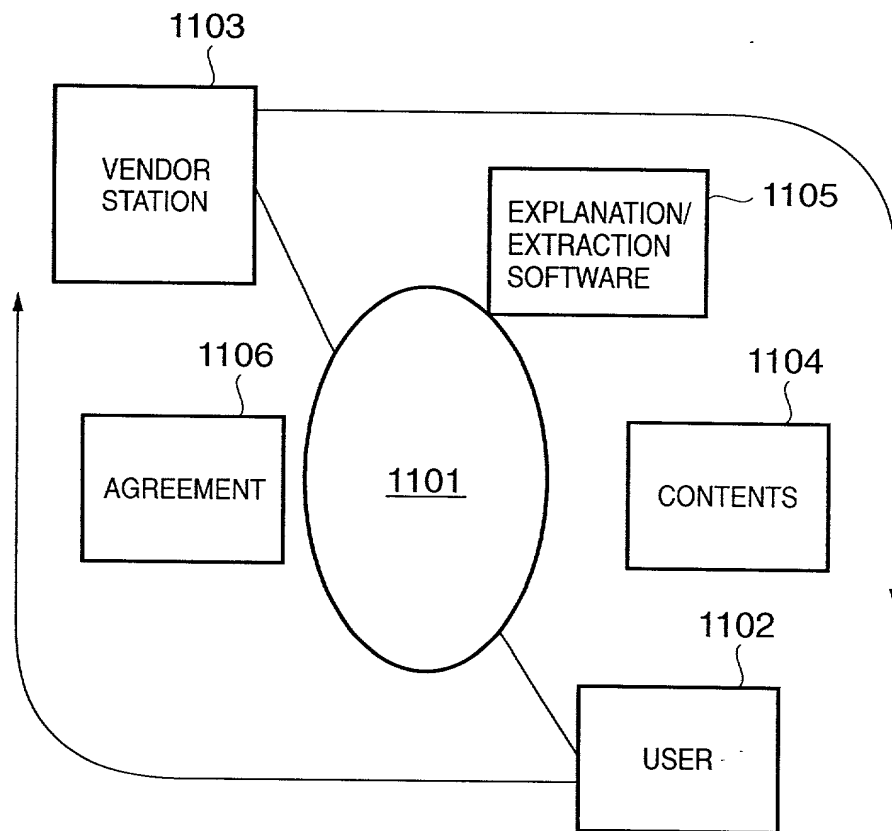 1103
VENDOR
STATION
1105
EXPLANATION/
EXTRACTION
SOFTWARE
1106
AGREEMENT
1101
1104
CONTENTS
1102
USER